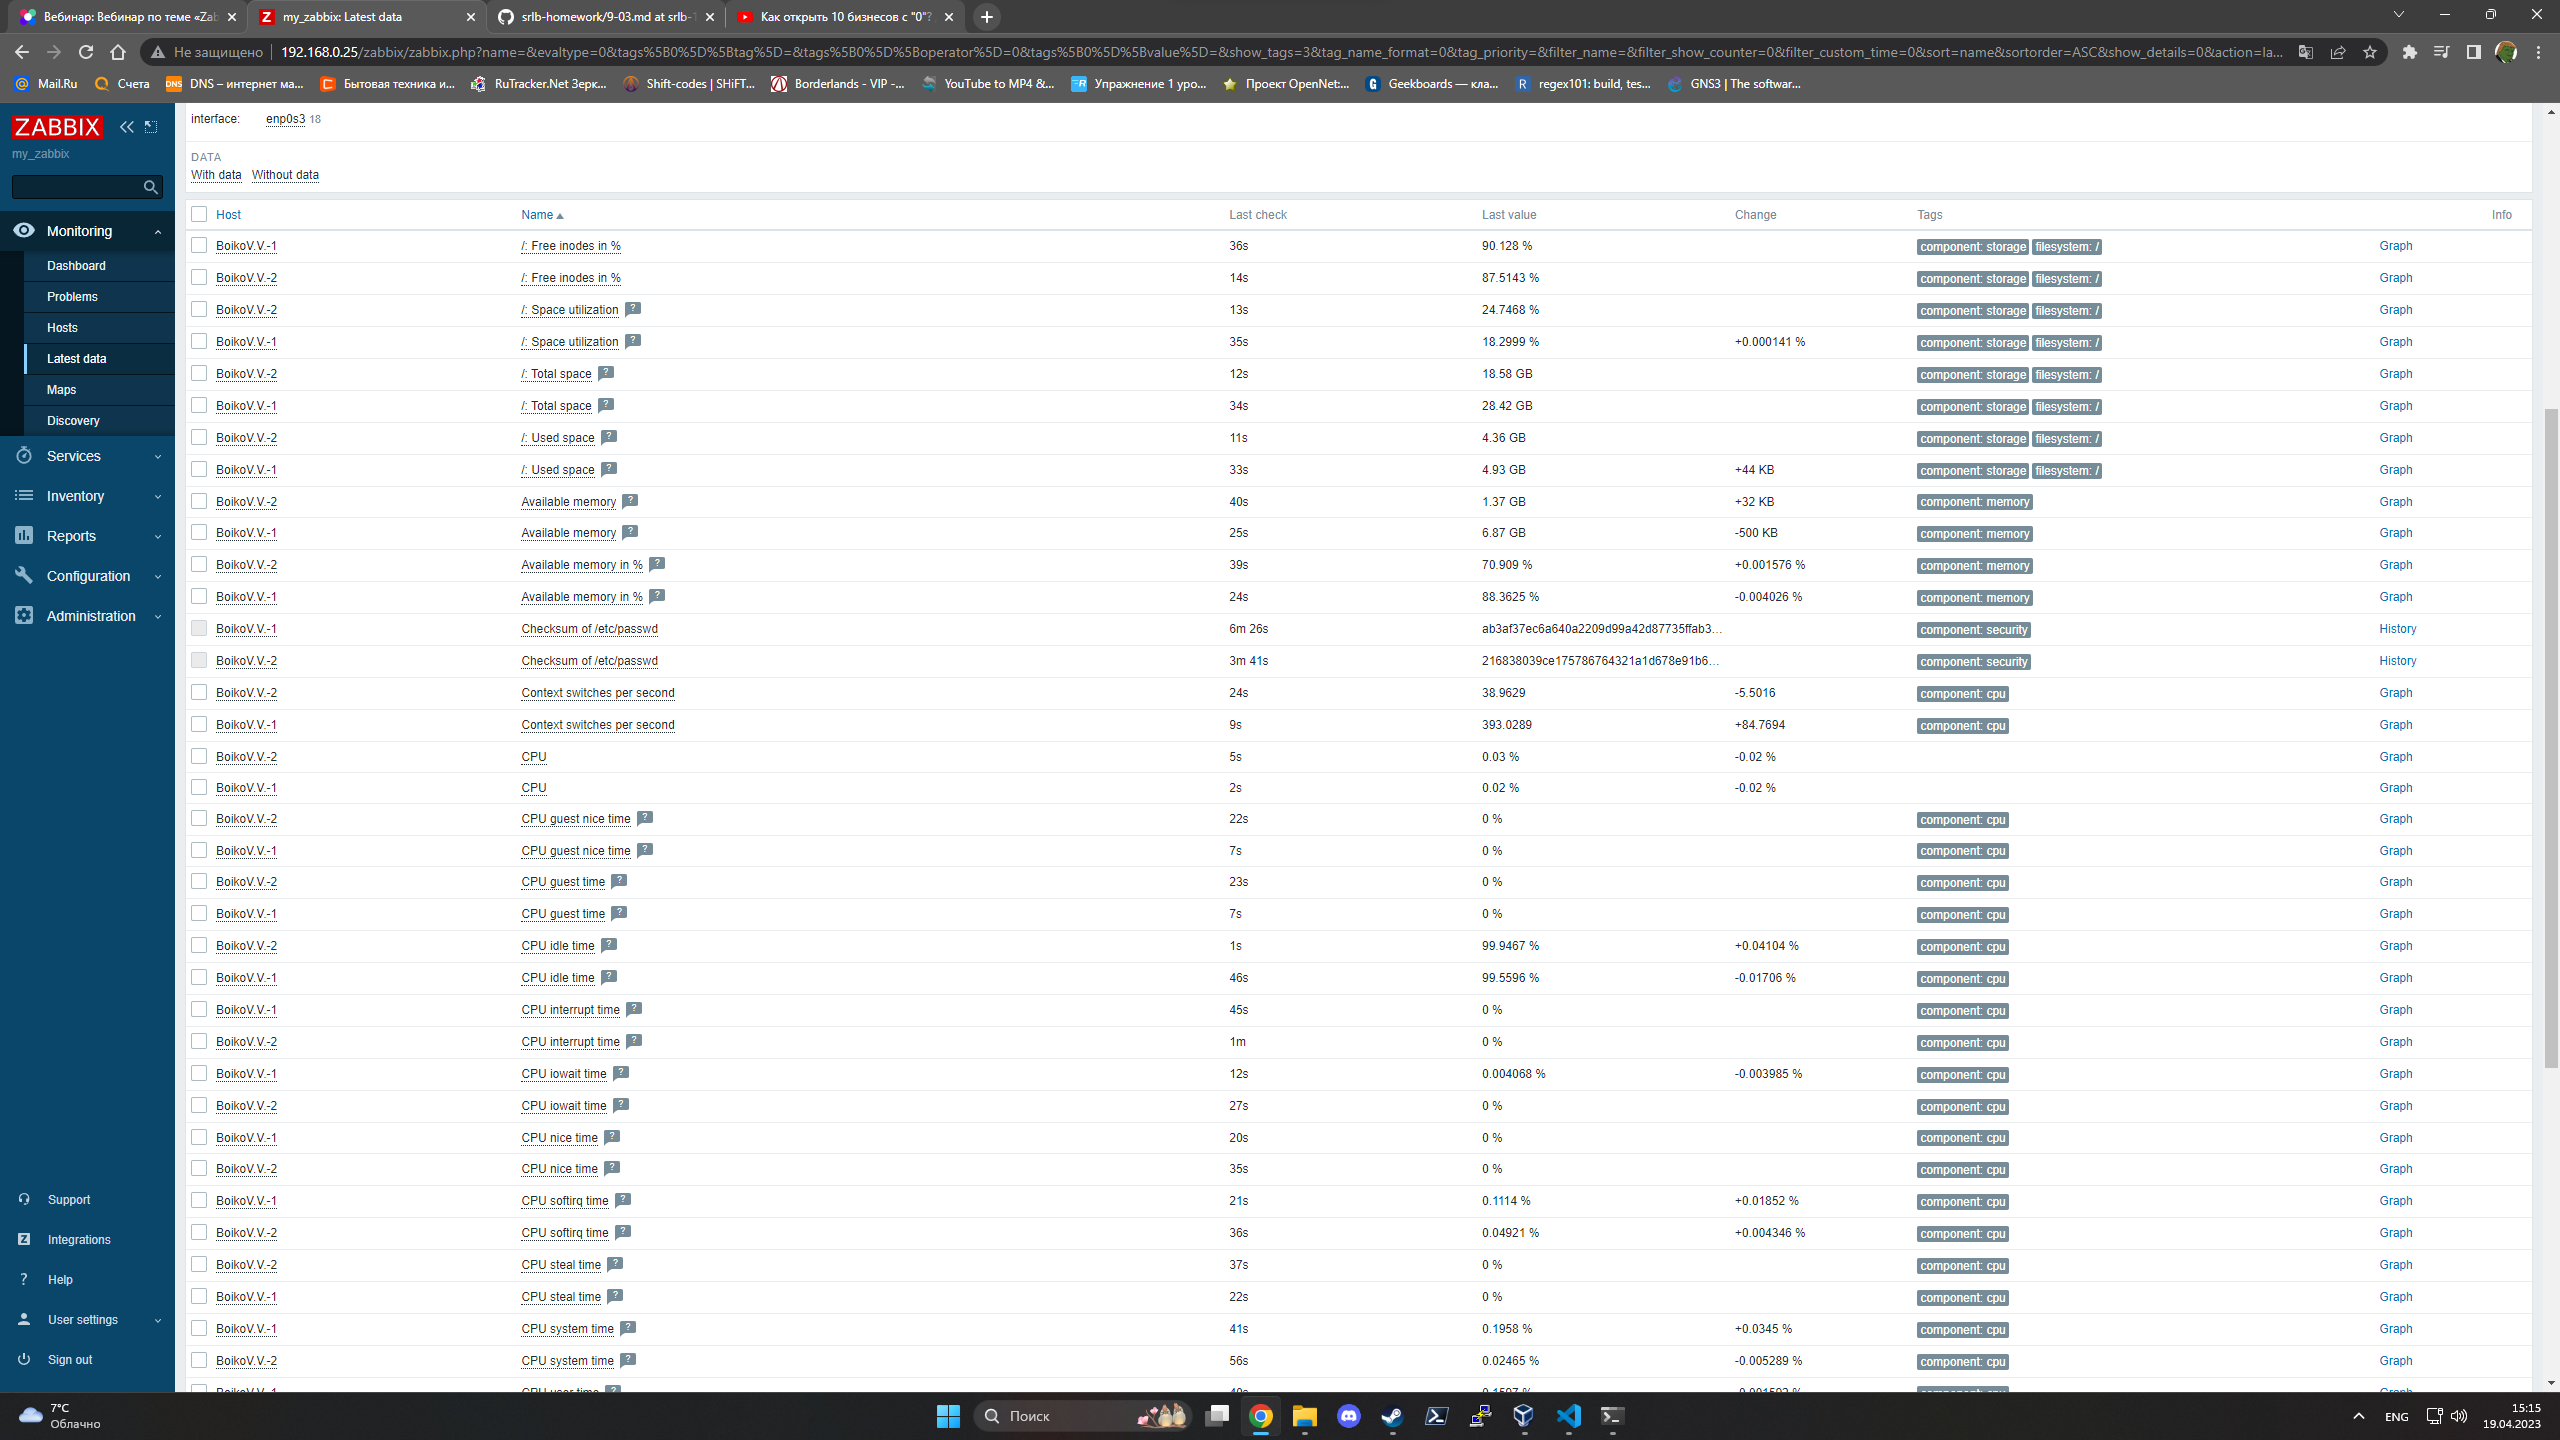 Вебинар: Вебинар по теме «Zab
my_zabbix: Latest data
srlb-homework/9-03.md at srlb-1
Как открыть 10 бизнесов с "0"?
Не защищено 192.168.0.25/zabbix/zabbix.php?name=&evaltype=0&tags%5B0%5D%5Btag%5D=&tags%5B0%5D%5Boperator%5D=0&tags%5B0%5D%5Bvalue%5D=&show_tags=3&tag_name_format=0&tag_priority=&filter_name=&filter_show_counter=0&filter_custom_time=0&sort=name&sortorder=ASC&show_details=0&action=la...
Mail.Ru Счета DNS – интернет ма... Бытовая техника и... RuTracker.Net Зерк... Shift-codes | SHiFT... Borderlands - VIP -... YouTube to MP4 &... Упражнение 1 уро... Проект OpenNet:... Geekboards — кла... regex101: build, tes... GNS3 | The softwar...
ZABBIX
my_zabbix
Monitoring
Dashboard
Problems
Hosts
Latest data
Maps
Discovery
Services
Inventory
Reports
Configuration
Administration
Support
Integrations
Help
User settings
Sign out
interface: enp0s3 18
DATA
With data Without data
Host Name Last check Last value Change Tags Info
BoikoV.V.-1 /: Free inodes in % 36s 90.128 % component: storage filesystem: / Graph
BoikoV.V.-2 /: Free inodes in % 14s 87.5143 % component: storage filesystem: / Graph
BoikoV.V.-2 /: Space utilization ? 13s 24.7468 % component: storage filesystem: / Graph
BoikoV.V.-1 /: Space utilization ? 35s 18.2999 % +0.000141 % component: storage filesystem: / Graph
BoikoV.V.-2 /: Total space ? 12s 18.58 GB component: storage filesystem: / Graph
BoikoV.V.-1 /: Total space ? 34s 28.42 GB component: storage filesystem: / Graph
BoikoV.V.-2 /: Used space ? 11s 4.36 GB component: storage filesystem: / Graph
BoikoV.V.-1 /: Used space ? 33s 4.93 GB +44 KB component: storage filesystem: / Graph
BoikoV.V.-2 Available memory ? 40s 1.37 GB +32 KB component: memory Graph
BoikoV.V.-1 Available memory ? 25s 6.87 GB -500 KB component: memory Graph
BoikoV.V.-2 Available memory in % ? 39s 70.909 % +0.001576 % component: memory Graph
BoikoV.V.-1 Available memory in % ? 24s 88.3625 % -0.004026 % component: memory Graph
BoikoV.V.-1 Checksum of /etc/passwd 6m 26s ab3af37ec6a640a2209d99a42d87735ffab3... component: security History
BoikoV.V.-2 Checksum of /etc/passwd 3m 41s 216838039ce175786764321a1d678e91b6... component: security History
BoikoV.V.-2 Context switches per second 24s 38.9629 -5.5016 component: cpu Graph
BoikoV.V.-1 Context switches per second 9s 393.0289 +84.7694 component: cpu Graph
BoikoV.V.-2 CPU 5s 0.03 % -0.02 % Graph
BoikoV.V.-1 CPU 2s 0.02 % -0.02 % Graph
BoikoV.V.-2 CPU guest nice time ? 22s 0 % component: cpu Graph
BoikoV.V.-1 CPU guest nice time ? 7s 0 % component: cpu Graph
BoikoV.V.-2 CPU guest time ? 23s 0 % component: cpu Graph
BoikoV.V.-1 CPU guest time ? 7s 0 % component: cpu Graph
BoikoV.V.-2 CPU idle time ? 1s 99.9467 % +0.04104 % component: cpu Graph
BoikoV.V.-1 CPU idle time ? 46s 99.5596 % -0.01706 % component: cpu Graph
BoikoV.V.-1 CPU interrupt time ? 45s 0 % component: cpu Graph
BoikoV.V.-2 CPU interrupt time ? 1m 0 % component: cpu Graph
BoikoV.V.-1 CPU iowait time ? 12s 0.004068 % -0.003985 % component: cpu Graph
BoikoV.V.-2 CPU iowait time ? 27s 0 % component: cpu Graph
BoikoV.V.-1 CPU nice time ? 20s 0 % component: cpu Graph
BoikoV.V.-2 CPU nice time ? 35s 0 % component: cpu Graph
BoikoV.V.-1 CPU softirq time ? 21s 0.1114 % +0.01852 % component: cpu Graph
BoikoV.V.-2 CPU softirq time ? 36s 0.04921 % +0.004346 % component: cpu Graph
BoikoV.V.-2 CPU steal time ? 37s 0 % component: cpu Graph
BoikoV.V.-1 CPU steal time ? 22s 0 % component: cpu Graph
BoikoV.V.-1 CPU system time ? 41s 0.1958 % +0.0345 % component: cpu Graph
BoikoV.V.-2 CPU system time ? 56s 0.02465 % -0.005289 % component: cpu Graph
7°C
Облачно
Поиск
ENG
15:15
19.04.2023